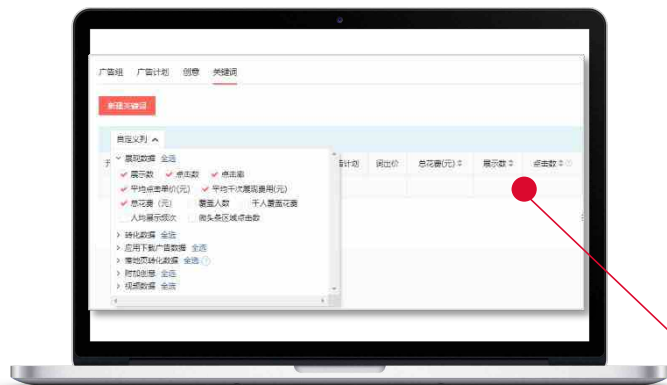 广告组 广告计划 创意 关键词
新建关键词
自定义列
告计划 词出价 总花费(元) 展示数 点击数
展现数据 全选
展示数 点击数 点击率
平均点击单价(元) 平均千次展现费用(元)
总花费 (元) 覆盖人数 千人覆盖花费
人均展示频次 微头条区域点击数
转化数据 全选
应用下载广告数据 全选
落地页转化数据 全选
附加创意 全选
视频数据 全选